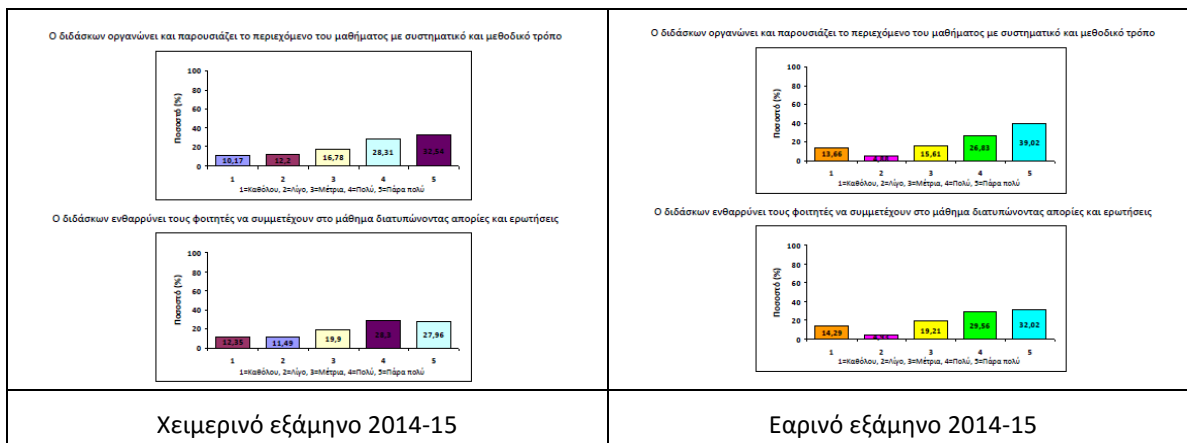 Ο διδάσκων οργανώνει και παρουσιάζει το περιεχόμενο του μαθήματος με συστηματικό και μεθοδικό τρόπο
Ποσοστό (%)
100
80
60
40
20
0
10,17
12,2
16,78
28,31
32,54
1 2 3 4 5
1=Καθόλου, 2=Λίγο, 3=Μέτρια, 4=Πολύ, 5=Πάρα πολύ
Ο διδάσκων ενθαρρύνει τους φοιτητές να συμμετέχουν στο μάθημα διατυπώνοντας απορίες και ερωτήσεις
Ποσοστό (%)
100
80
60
40
20
0
12,35
11,49
19,9
27,96
1 2 3 4 5
1=Καθόλου, 2=Λίγο, 3=Μέτρια, 4=Πολύ, 5=Πάρα πολύ
Χειμερινό εξάμηνο 2014-15
Ο διδάσκων οργανώνει και παρουσιάζει το περιεχόμενο του μαθήματος με συστηματικό και μεθοδικό τρόπο
Ποσοστό (%)
100
80
60
40
20
0
13,66
15,61
26,83
39,02
1 2 3 4 5
1=Καθόλου, 2=Λίγο, 3=Μέτρια, 4=Πολύ, 5=Πάρα πολύ
Ο διδάσκων ενθαρρύνει τους φοιτητές να συμμετέχουν στο μάθημα διατυπώνοντας απορίες και ερωτήσεις
Ποσοστό (%)
100
80
60
40
20
0
14,29
19,21
29,56
32,02
1 2 3 4 5
1=Καθόλου, 2=Λίγο, 3=Μέτρια, 4=Πολύ, 5=Πάρα πολύ
Εαρινό εξάμηνο 2014-15